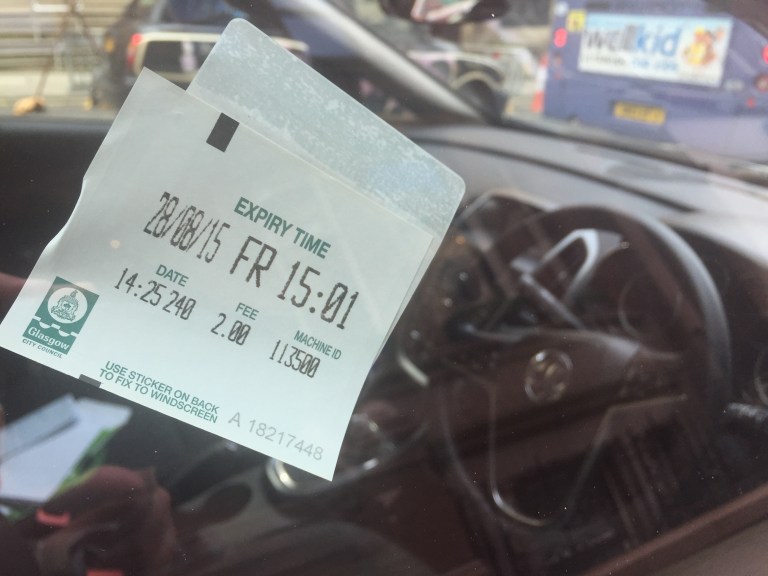 EXPIRY TIME
28/08/15 FR 15:01
DATE FEE MACHINE ID
14:25 240 2.00 113500
Glasgow
CITY COUNCIL
USE STICKER ON BACK
TO FIX TO WINDSCREEN
A 18217448
wellkid